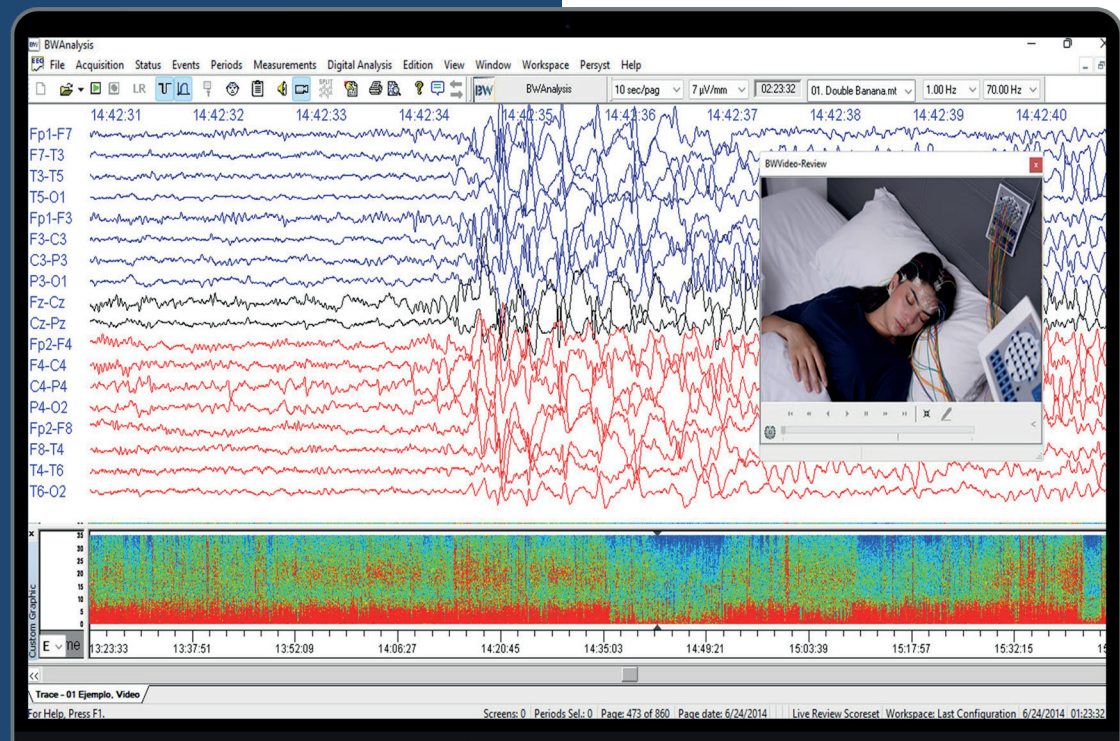 BW BWAnalysis
EEG File Acquisition Status Events Periods Measurements Digital Analysis Edition View Window Workspace Persyst Help
LR SPLIT BW BWAnalysis 10 sec/pag 7 µV/mm 02:23:32 01. Double Banana.mt 1.00 Hz 70.00 Hz
14:42:31 14:42:32 14:42:33 14:42:34 14:42:35 14:42:36 14:42:37 14:42:38 14:42:39 14:42:40
Fp1-F7
F7-T3
T3-T5
T5-O1
Fp1-F3
F3-C3
C3-P3
P3-O1
Fz-Cz
Cz-Pz
Fp2-F4
F4-C4
C4-P4
P4-O2
Fp2-F8
F8-T4
T4-T6
T6-O2
BWVideo-Review
Custom Graphic
35
30
25
20
15
10
5
0
E
13:23:33 13:37:51 13:52:09 14:06:27 14:20:45 14:35:03 14:49:21 15:03:39 15:17:57 15:32:15
Trace - 01 Ejemplo, Video
For Help, Press F1. Screens: 0 Periods Sel.: 0 Page: 473 of 860 Page date: 6/24/2014 Live Review Scoreset Workspace: Last Configuration 6/24/2014 01:23:32